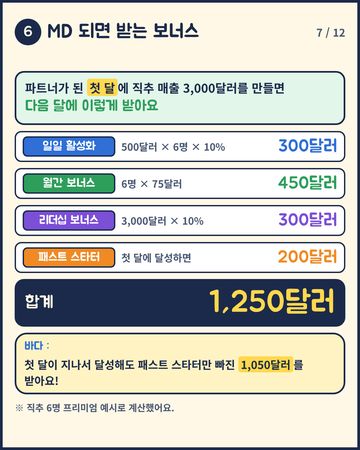 6 MD 되면 받는 보너스 7 / 12
파트너가 된 첫 달에 직추 매출 3,000달러를 만들면
다음 달에 이렇게 받아요
일일 활성화 500달러 × 6명 × 10% 300달러
월간 보너스 6명 × 75달러 450달러
리더십 보너스 3,000달러 × 10% 300달러
패스트 스타터 첫 달에 달성하면 200달러
합계 1,250달러
바다 :
첫 달이 지나서 달성해도 패스트 스타터만 빠진 1,050달러를
받아요!
※ 직추 6명 프리미엄 예시로 계산했어요.